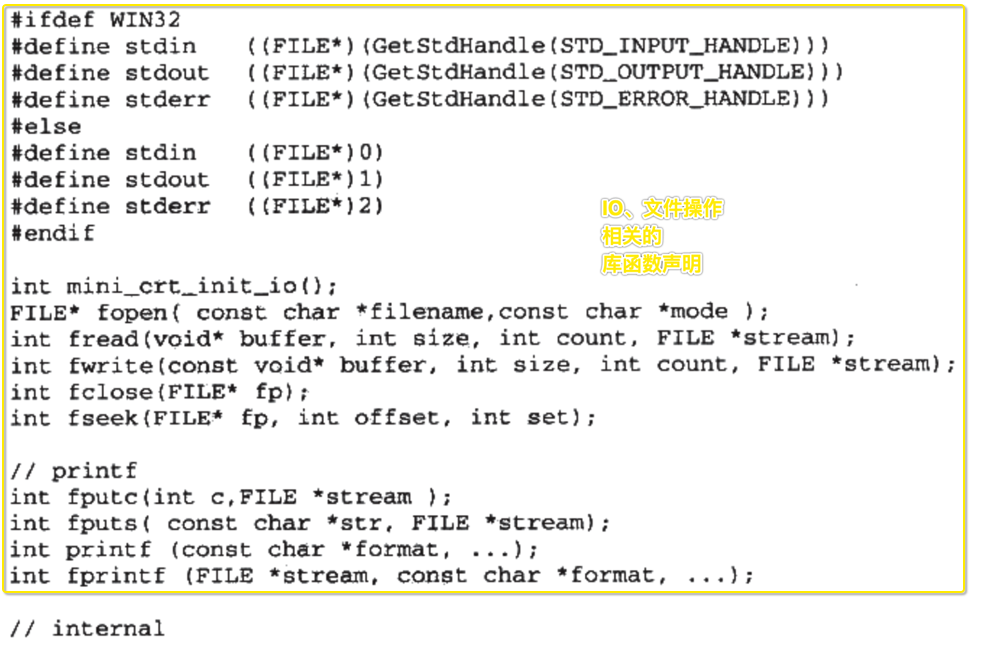 #ifdef WIN32
#define stdin   ((FILE*)(GetStdHandle(STD_INPUT_HANDLE)))
#define stdout  ((FILE*)(GetStdHandle(STD_OUTPUT_HANDLE)))
#define stderr  ((FILE*)(GetStdHandle(STD_ERROR_HANDLE)))
#else
#define stdin   ((FILE*)0)
#define stdout  ((FILE*)1)
#define stderr  ((FILE*)2)
#endif
IO、文件操作
相关的
库函数声明
int mini_crt_init_io();
FILE* fopen( const char *filename,const char *mode );
int fread(void* buffer, int size, int count, FILE *stream);
int fwrite(const void* buffer, int size, int count, FILE *stream);
int fclose(FILE* fp);
int fseek(FILE* fp, int offset, int set);
// printf
int fputc(int c,FILE *stream );
int fputs( const char *str, FILE *stream);
int printf (const char *format, ...);
int fprintf (FILE *stream, const char *format, ...);
// internal